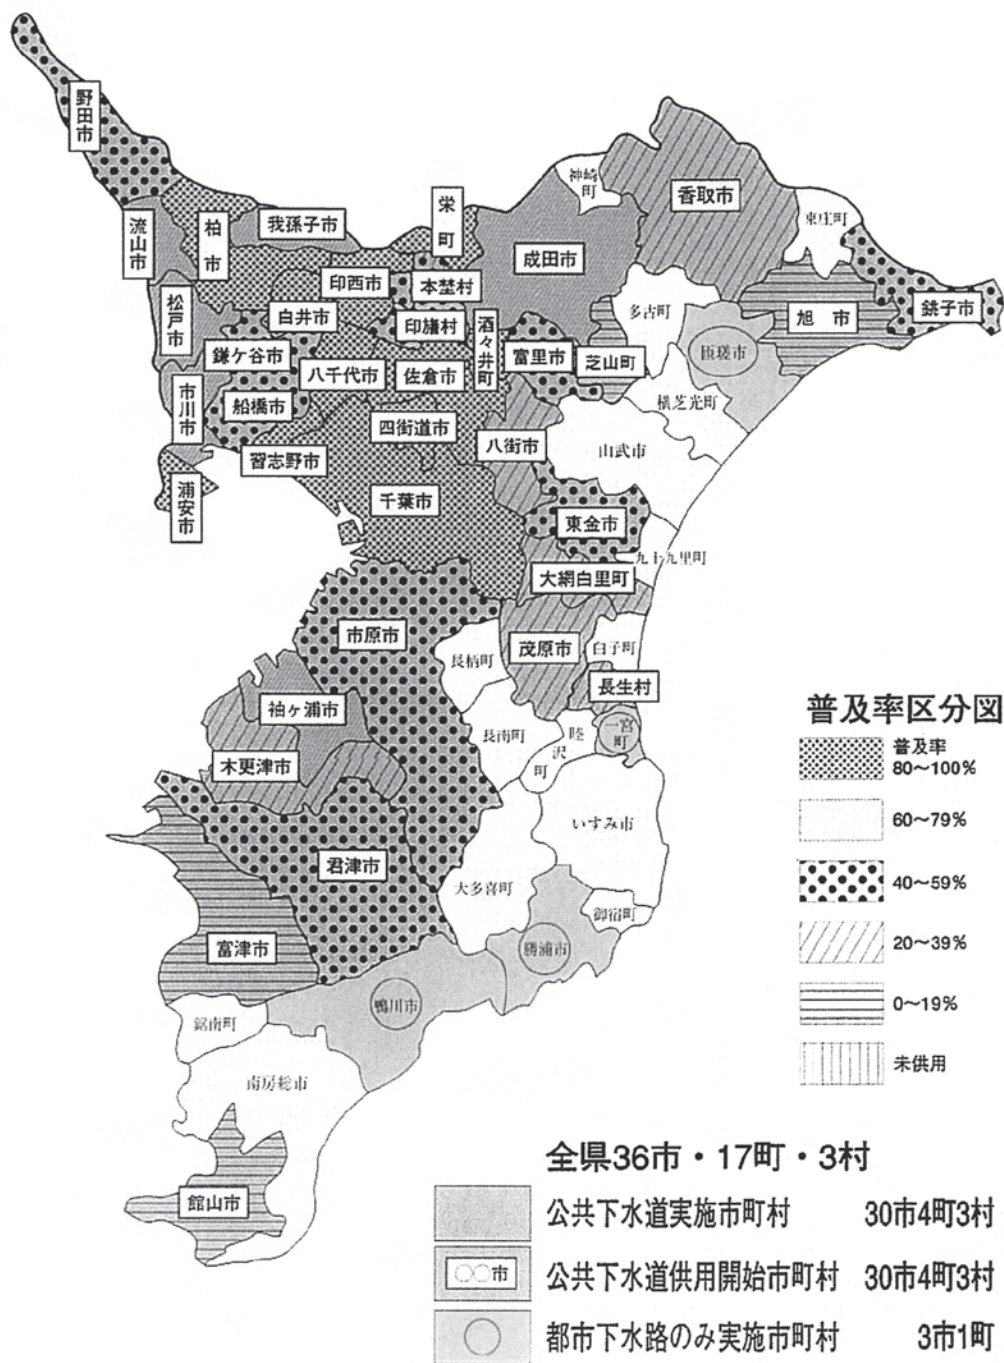 野田市
流山市
柏市
我孫子市
栄町
神崎町
香取市
東庄町
成田市
印西市
本埜村
松戸市
白井市
印旛村
酒々井町
多古町
旭市
銚子市
鎌ケ谷市
八千代市
佐倉市
富里市
芝山町
匝瑳市
市川市
船橋市
四街道市
八街市
横芝光町
山武市
習志野市
浦安市
千葉市
東金市
九十九里町
大網白里町
市原市
茂原市
白子町
長柄町
長生村
袖ヶ浦市
長南町
睦沢町
一宮町
木更津市
いすみ市
君津市
大多喜町
御宿町
富津市
勝浦市
鴨川市
鋸南町
南房総市
館山市
普及率区分図
普及率
80～100%
60～79%
40～59%
20～39%
0～19%
未供用
全県36市・17町・3村
公共下水道実施市町村 30市4町3村
○○市 公共下水道供用開始市町村 30市4町3村
都市下水路のみ実施市町村 3市1町